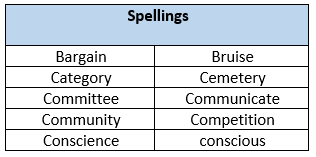 Spellings
Bargain Bruise
Category Cemetery
Committee Communicate
Community Competition
Conscience conscious